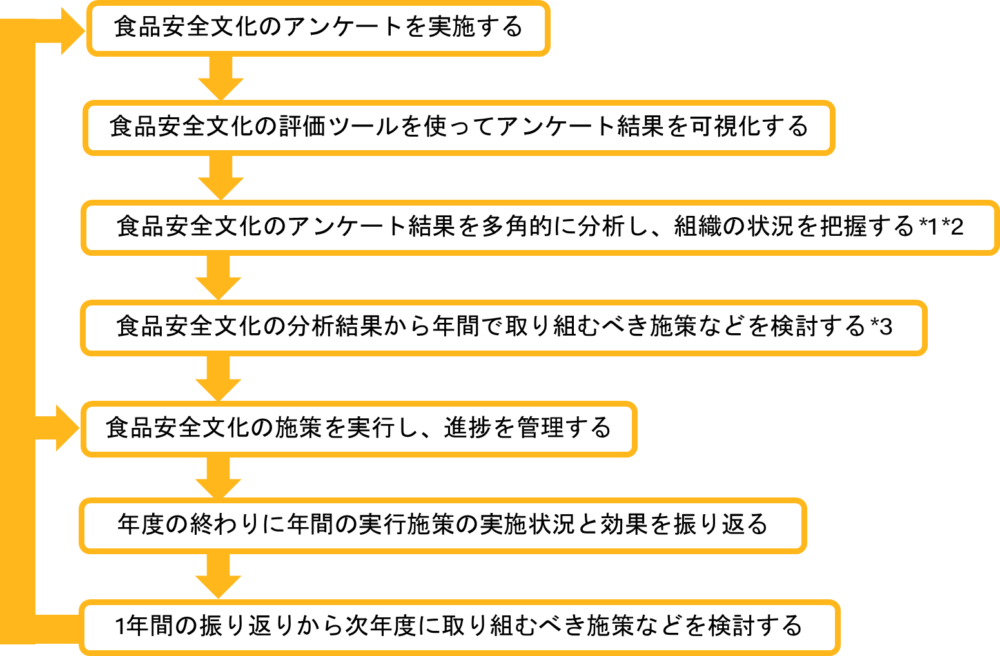 食品安全文化のアンケートを実施する
食品安全文化の評価ツールを使ってアンケート結果を可視化する
食品安全文化のアンケート結果を多角的に分析し、組織の状況を把握する*1*2
食品安全文化の分析結果から年間で取り組むべき施策などを検討する*3
食品安全文化の施策を実行し、進捗を管理する
年度の終わりに年間の実行施策の実施状況と効果を振り返る
1年間の振り返りから次年度に取り組むべき施策などを検討する